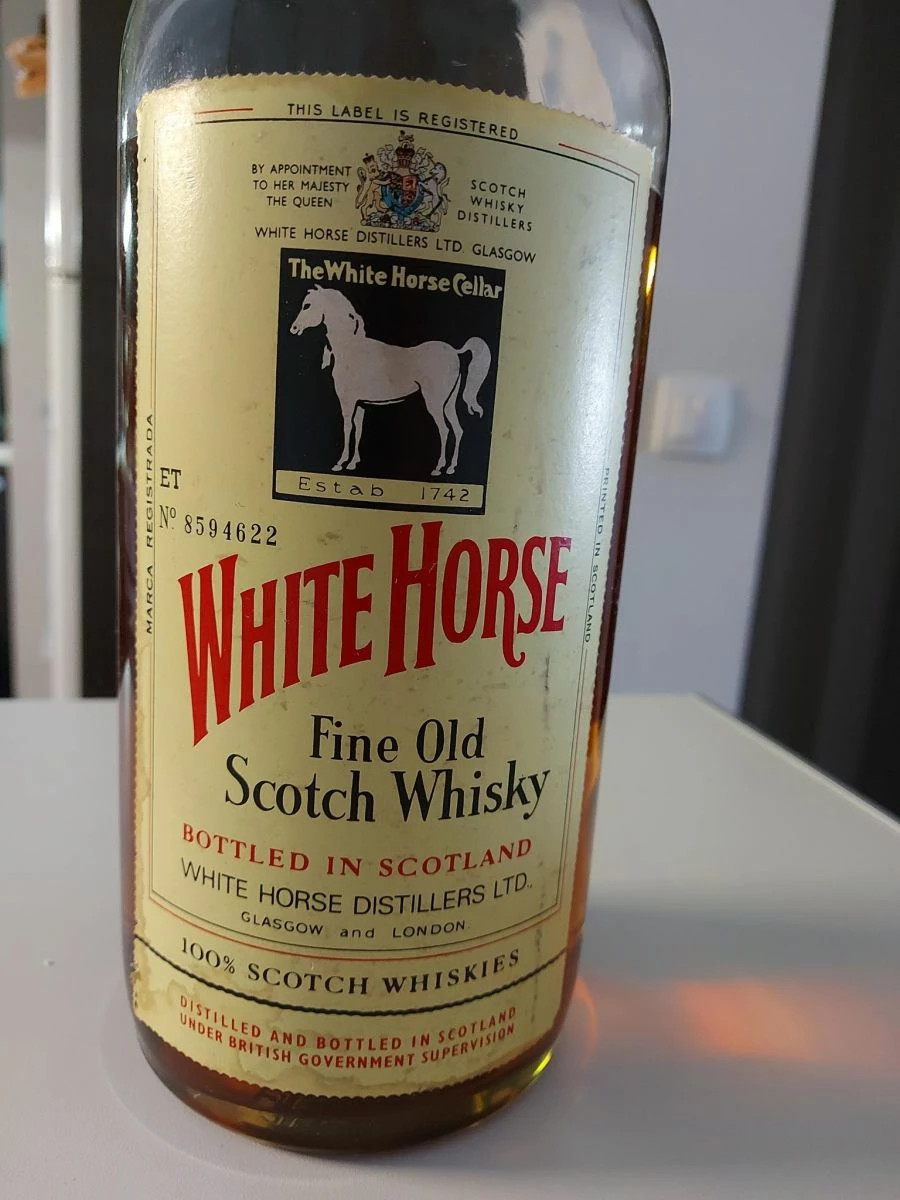 THIS LABEL IS REGISTERED
BY APPOINTMENT
TO HER MAJESTY
THE QUEEN
SCOTCH
WHISKY
DISTILLERS
WHITE HORSE DISTILLERS LTD. GLASGOW
The White Horse Cellar
Estab 1742
MARCA REGISTRADA
ET
Nº 8594622
PRINTED IN SCOTLAND
WHITE HORSE
Fine Old
Scotch Whisky
BOTTLED IN SCOTLAND
WHITE HORSE DISTILLERS LTD.,
GLASGOW and LONDON.
100% SCOTCH WHISKIES
DISTILLED AND BOTTLED IN SCOTLAND
UNDER BRITISH GOVERNMENT SUPERVISION